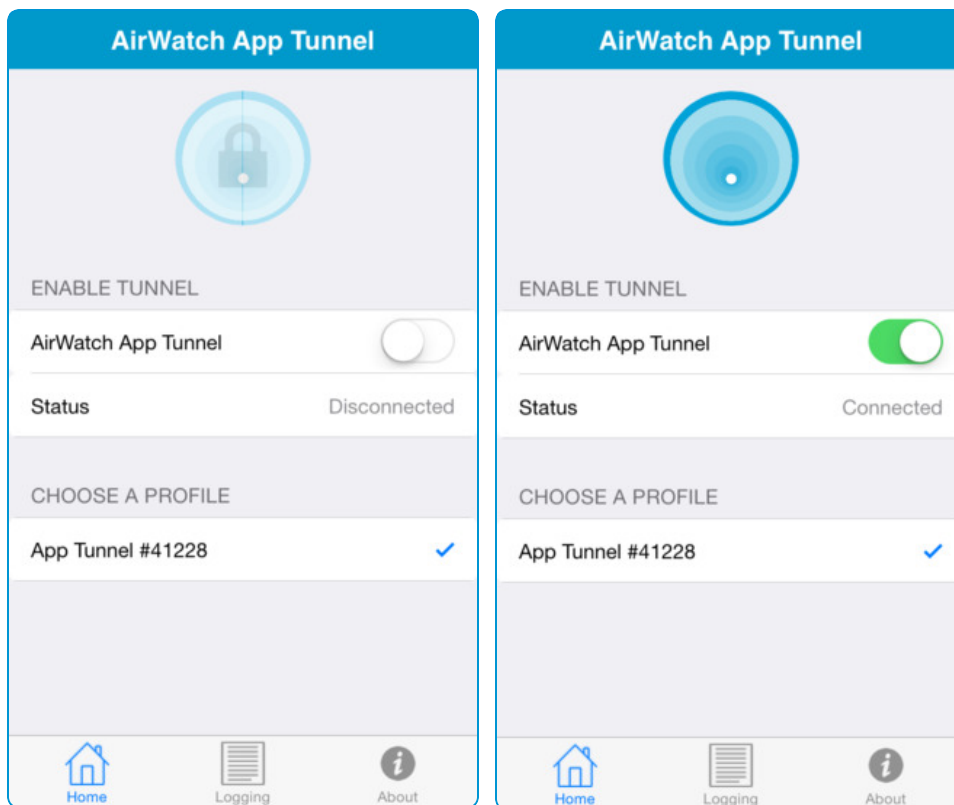 AirWatch App Tunnel
ENABLE TUNNEL
AirWatch App Tunnel
Status Disconnected
CHOOSE A PROFILE
App Tunnel #41228
Home Logging About
AirWatch App Tunnel
ENABLE TUNNEL
AirWatch App Tunnel
Status Connected
CHOOSE A PROFILE
App Tunnel #41228
Home Logging About